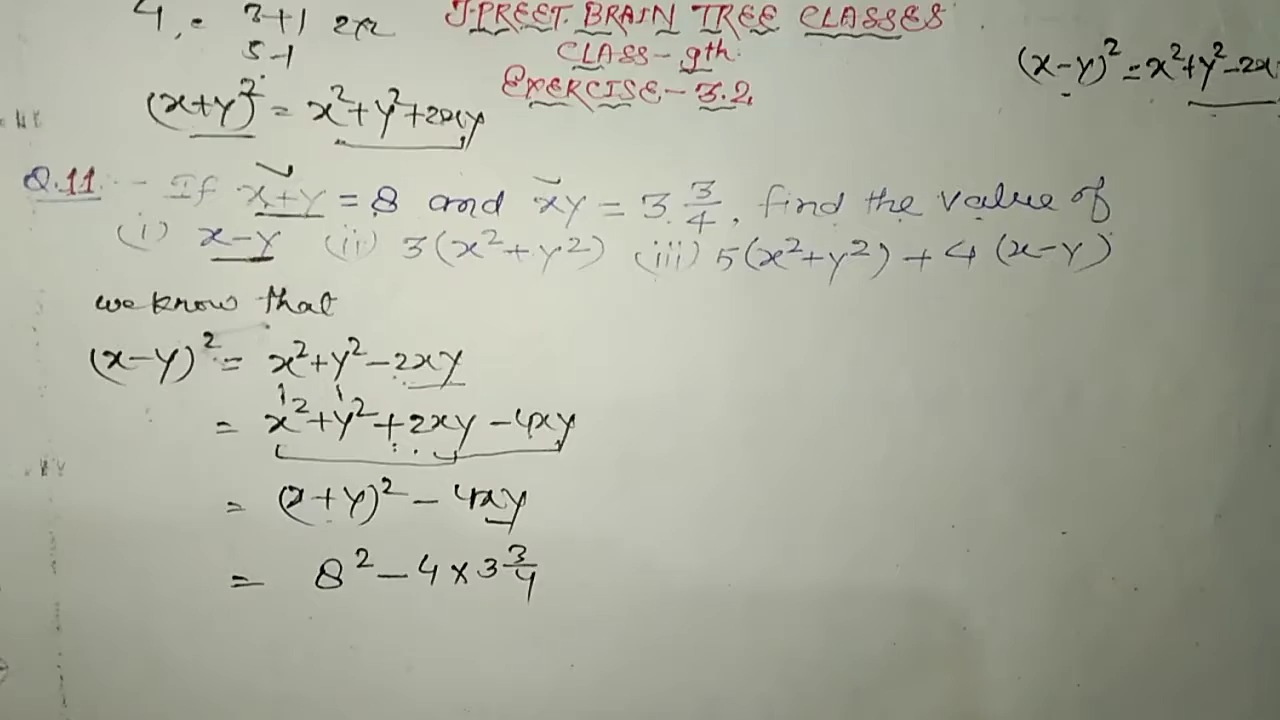 4, = 3+1 2x2
5-1
J.PREET. BRAIN TREE CLASSES
CLASS - 9th
EXERCISE - 3.2
(x+y)² = x²+y²+2xy
(x-y)² = x²+y²-2x
Q.11. - If x+y = 8 and xy = 3 3/4, find the value of
(i) x-y (ii) 3(x²+y²) (iii) 5(x²+y²) + 4 (x-y)
we know that
(x-y)² = x²+y²-2xy
= x²+y²+2xy-4xy
= (x+y)² - 4xy
= 8² - 4 × 3 3/4